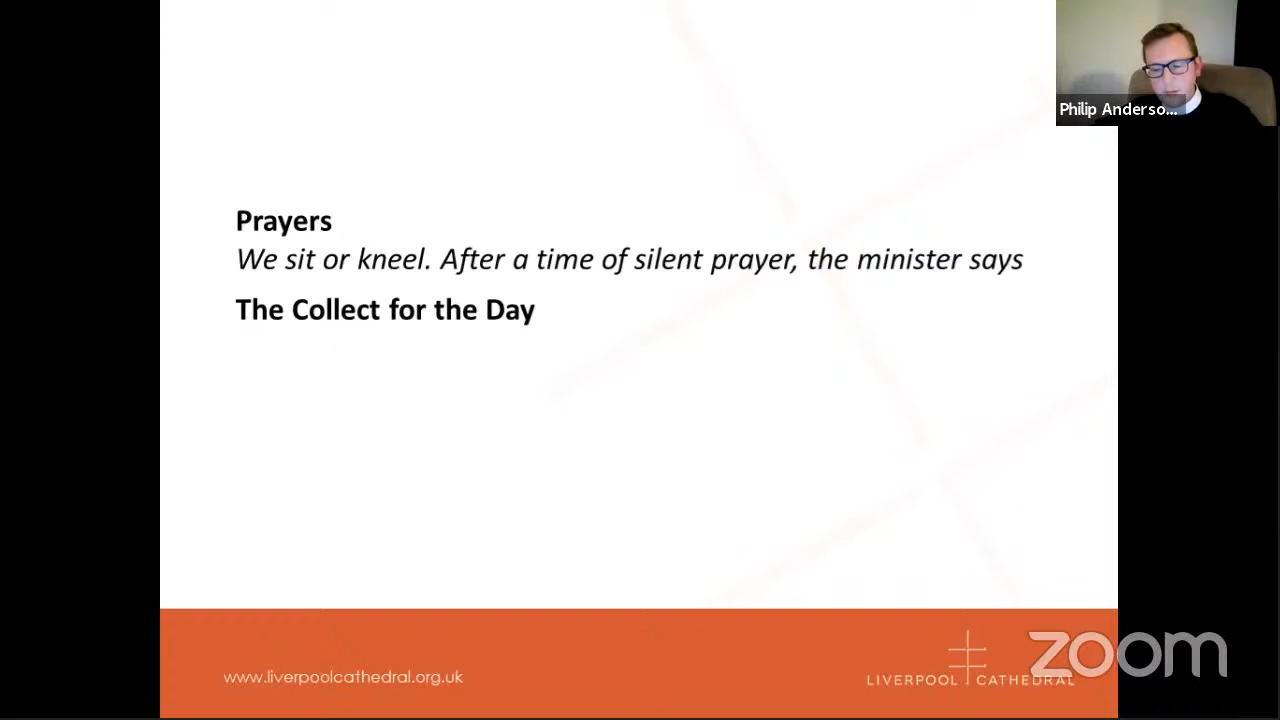 Philip Anderso...
Prayers
We sit or kneel. After a time of silent prayer, the minister says
The Collect for the Day
www.liverpoolcathedral.org.uk
LIVERPOOL CATHEDRAL
zoom